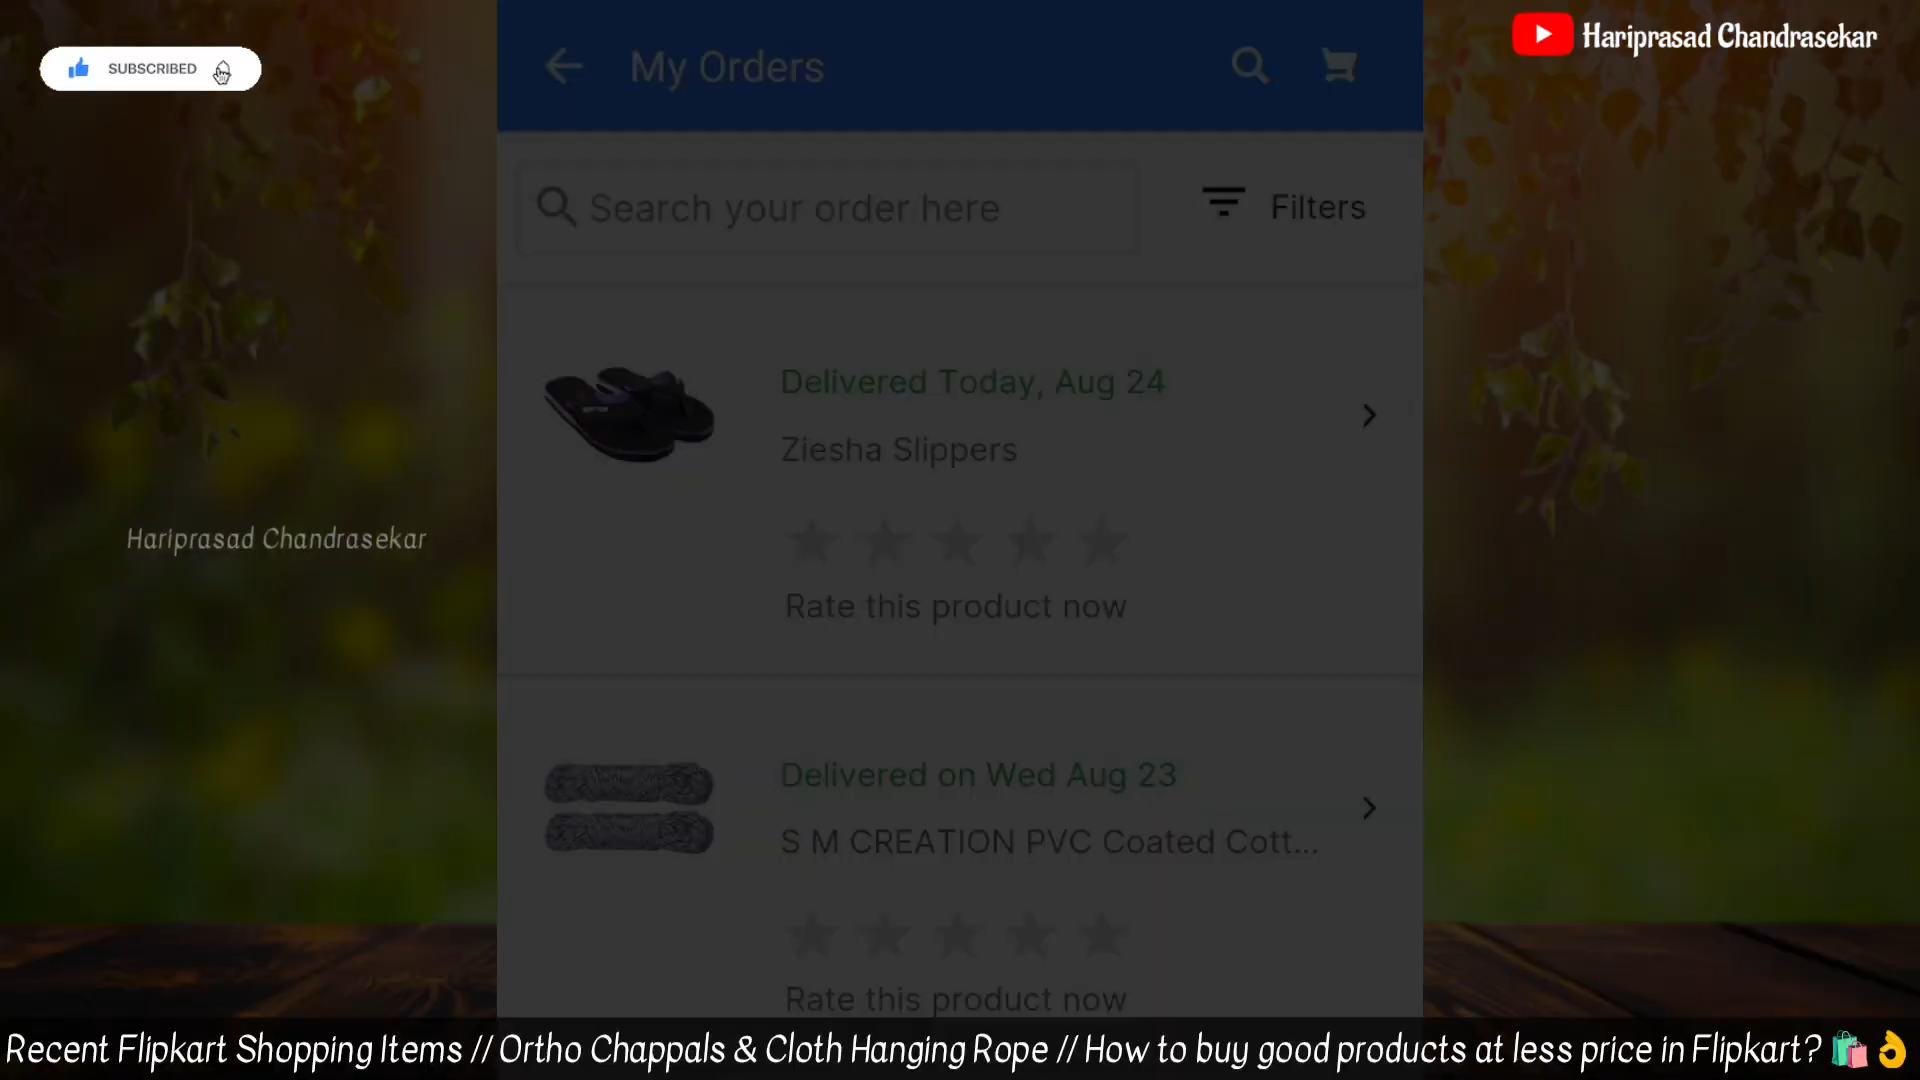 SUBSCRIBED
Hariprasad Chandrasekar
My Orders
Search your order here
Filters
Delivered Today, Aug 24
Ziesha Slippers
Rate this product now
Hariprasad Chandrasekar
Delivered on Wed Aug 23
S M CREATION PVC Coated Cott...
Rate this product now
Recent Flipkart Shopping Items // Ortho Chappals & Cloth Hanging Rope // How to buy good products at less price in Flipkart? 🛍️👌